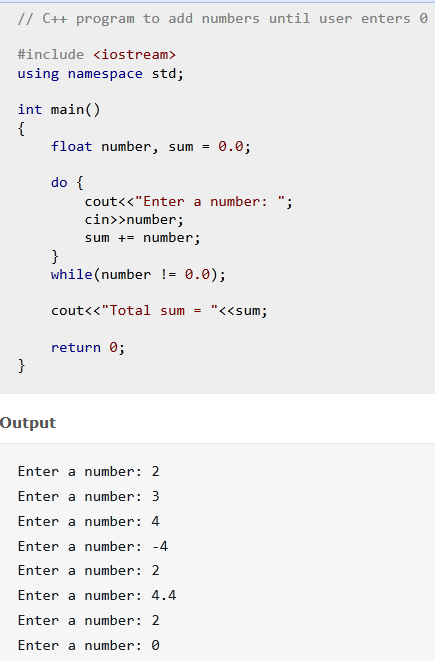 // C++ program to add numbers until user enters 0
#include <iostream>
using namespace std;
int main()
{
    float number, sum = 0.0;
    do {
        cout<<"Enter a number: ";
        cin>>number;
        sum += number;
    }
    while(number != 0.0);
    cout<<"Total sum = "<<sum;
    return 0;
}
Output
Enter a number: 2
Enter a number: 3
Enter a number: 4
Enter a number: -4
Enter a number: 2
Enter a number: 4.4
Enter a number: 2
Enter a number: 0